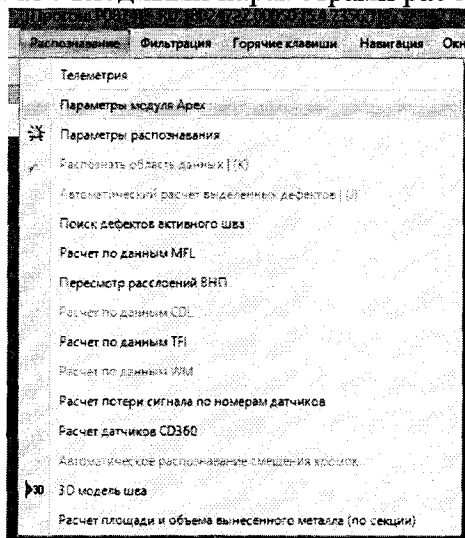 Распознавание Фильтрация Горячие клавиши Навигация Окн
Телеметрия
Параметры модуля Apex
Параметры распознавания
Распознать область данных | (K)
Автоматический расчет выделенных дефектов | (J)
Поиск дефектов активного шва
Расчет по данным MFL
Пересмотр расслоений ВНП
Расчет по данным CDL
Расчет по данным TFI
Расчет по данным WM
Расчет потери сигнала по номерам датчиков
Расчет датчиков CD360
Автоматическое распознавание смещения кромок
3D 3D модель шва
Расчет площади и объема вынесенного металла (по секции)